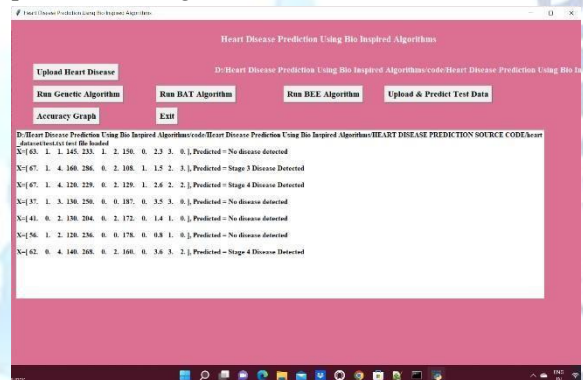 Heart Disease Prediction Using Bio Inspired Algorithms
Heart Disease Prediction Using Bio Inspired Algorithms
Upload Heart Disease
D:/Heart Disease Prediction Using Bio Inspired Algorithms/code/Heart Disease Prediction Using Bio In
Run Genetic Algorithm
Run BAT Algorithm
Run BEE Algorithm
Upload & Predict Test Data
Accuracy Graph
Exit
D:/Heart Disease Prediction Using Bio Inspired Algorithms/code/Heart Disease Prediction Using Bio Inspired Algorithms/HEART DISEASE PREDICTION SOURCE CODE/heart
_dataset/test.txt test file loaded
X=[ 63. 1. 1. 145. 233. 1. 2. 150. 0. 2.3 3. 0. ], Predicted = No disease detected
X=[ 67. 1. 4. 160. 286. 0. 2. 108. 1. 1.5 2. 3. ], Predicted = Stage 3 Disease Detected
X=[ 67. 1. 4. 120. 229. 0. 2. 129. 1. 2.6 2. 2. ], Predicted = Stage 4 Disease Detected
X=[ 37. 1. 3. 130. 250. 0. 0. 187. 0. 3.5 3. 0. ], Predicted = No disease detected
X=[ 41. 0. 2. 130. 204. 0. 2. 172. 0. 1.4 1. 0. ], Predicted = No disease detected
X=[ 56. 1. 2. 120. 236. 0. 0. 178. 0. 0.8 1. 0. ], Predicted = No disease detected
X=[ 62. 0. 4. 140. 268. 0. 2. 160. 0. 3.6 3. 2. ], Predicted = Stage 4 Disease Detected
ENG